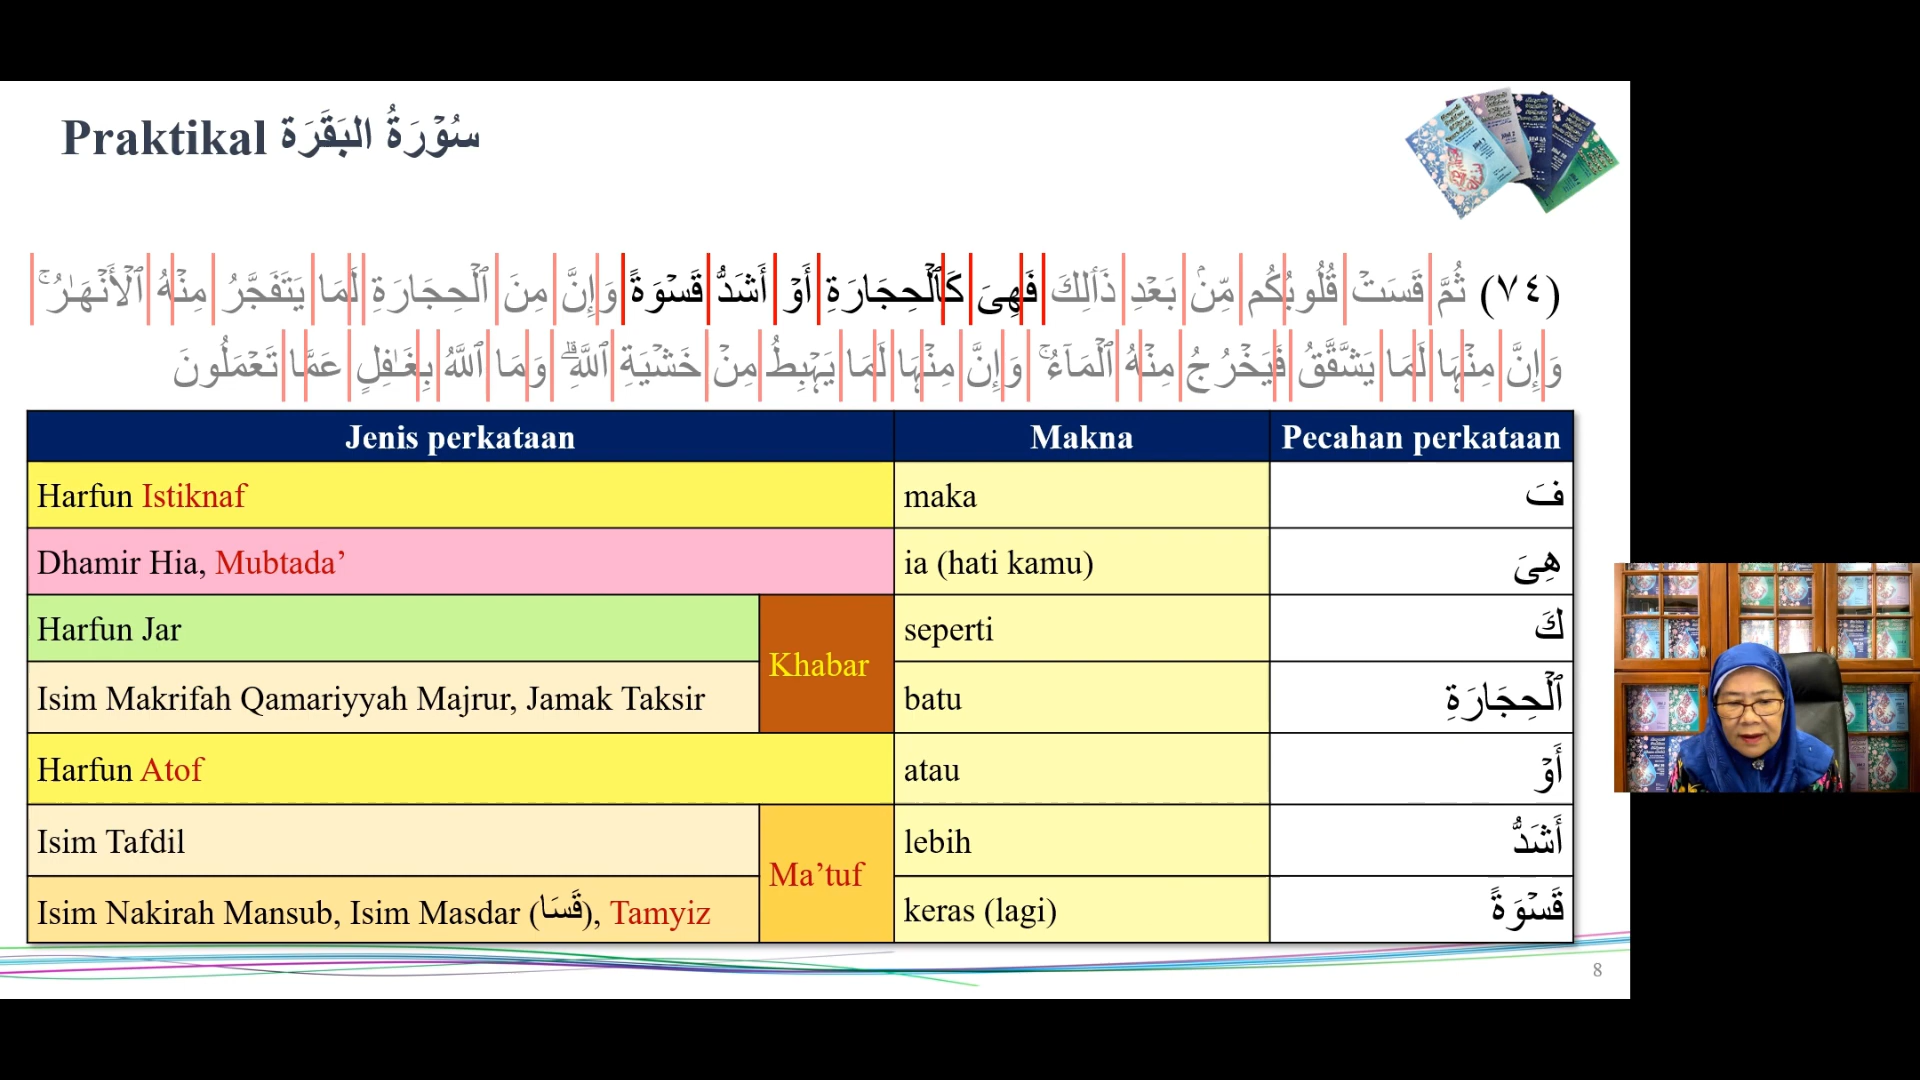 Praktikal سُوْرَةُ البَقَرَة
(٧٤) ثُمَّ قَسَتۡ قُلُوبُكُم مِّنۢ بَعۡدِ ذَٲلِكَ فَهِىَ كَٱلۡحِجَارَةِ أَوۡ أَشَدُّ قَسۡوَةً‌ۚ وَإِنَّ مِنَ ٱلۡحِجَارَةِ لَمَا يَتَفَجَّرُ مِنۡهُ ٱلۡأَنۡهَـٰرُ‌ۚ
وَإِنَّ مِنۡہَا لَمَا يَشَّقَّقُ فَيَخۡرُجُ مِنۡهُ ٱلۡمَآءُ‌ۚ وَإِنَّ مِنۡہَا لَمَا يَہۡبِطُ مِنۡ خَشۡيَةِ ٱللَّهِ‌ۗ وَمَا ٱللَّهُ بِغَـٰفِلٍ عَمَّا تَعۡمَلُونَ
Jenis perkataan Makna Pecahan perkataan
Harfun Istiknaf maka فَ
Dhamir Hia, Mubtada’ ia (hati kamu) هِىَ
Harfun Jar seperti كَ
Khabar
Isim Makrifah Qamariyyah Majrur, Jamak Taksir batu ٱلۡحِجَارَةِ
Harfun Atof atau أَوۡ
Isim Tafdil lebih أَشَدُّ
Ma’tuf
Isim Nakirah Mansub, Isim Masdar (قَسَا), Tamyiz keras (lagi) قَسۡوَةً
8